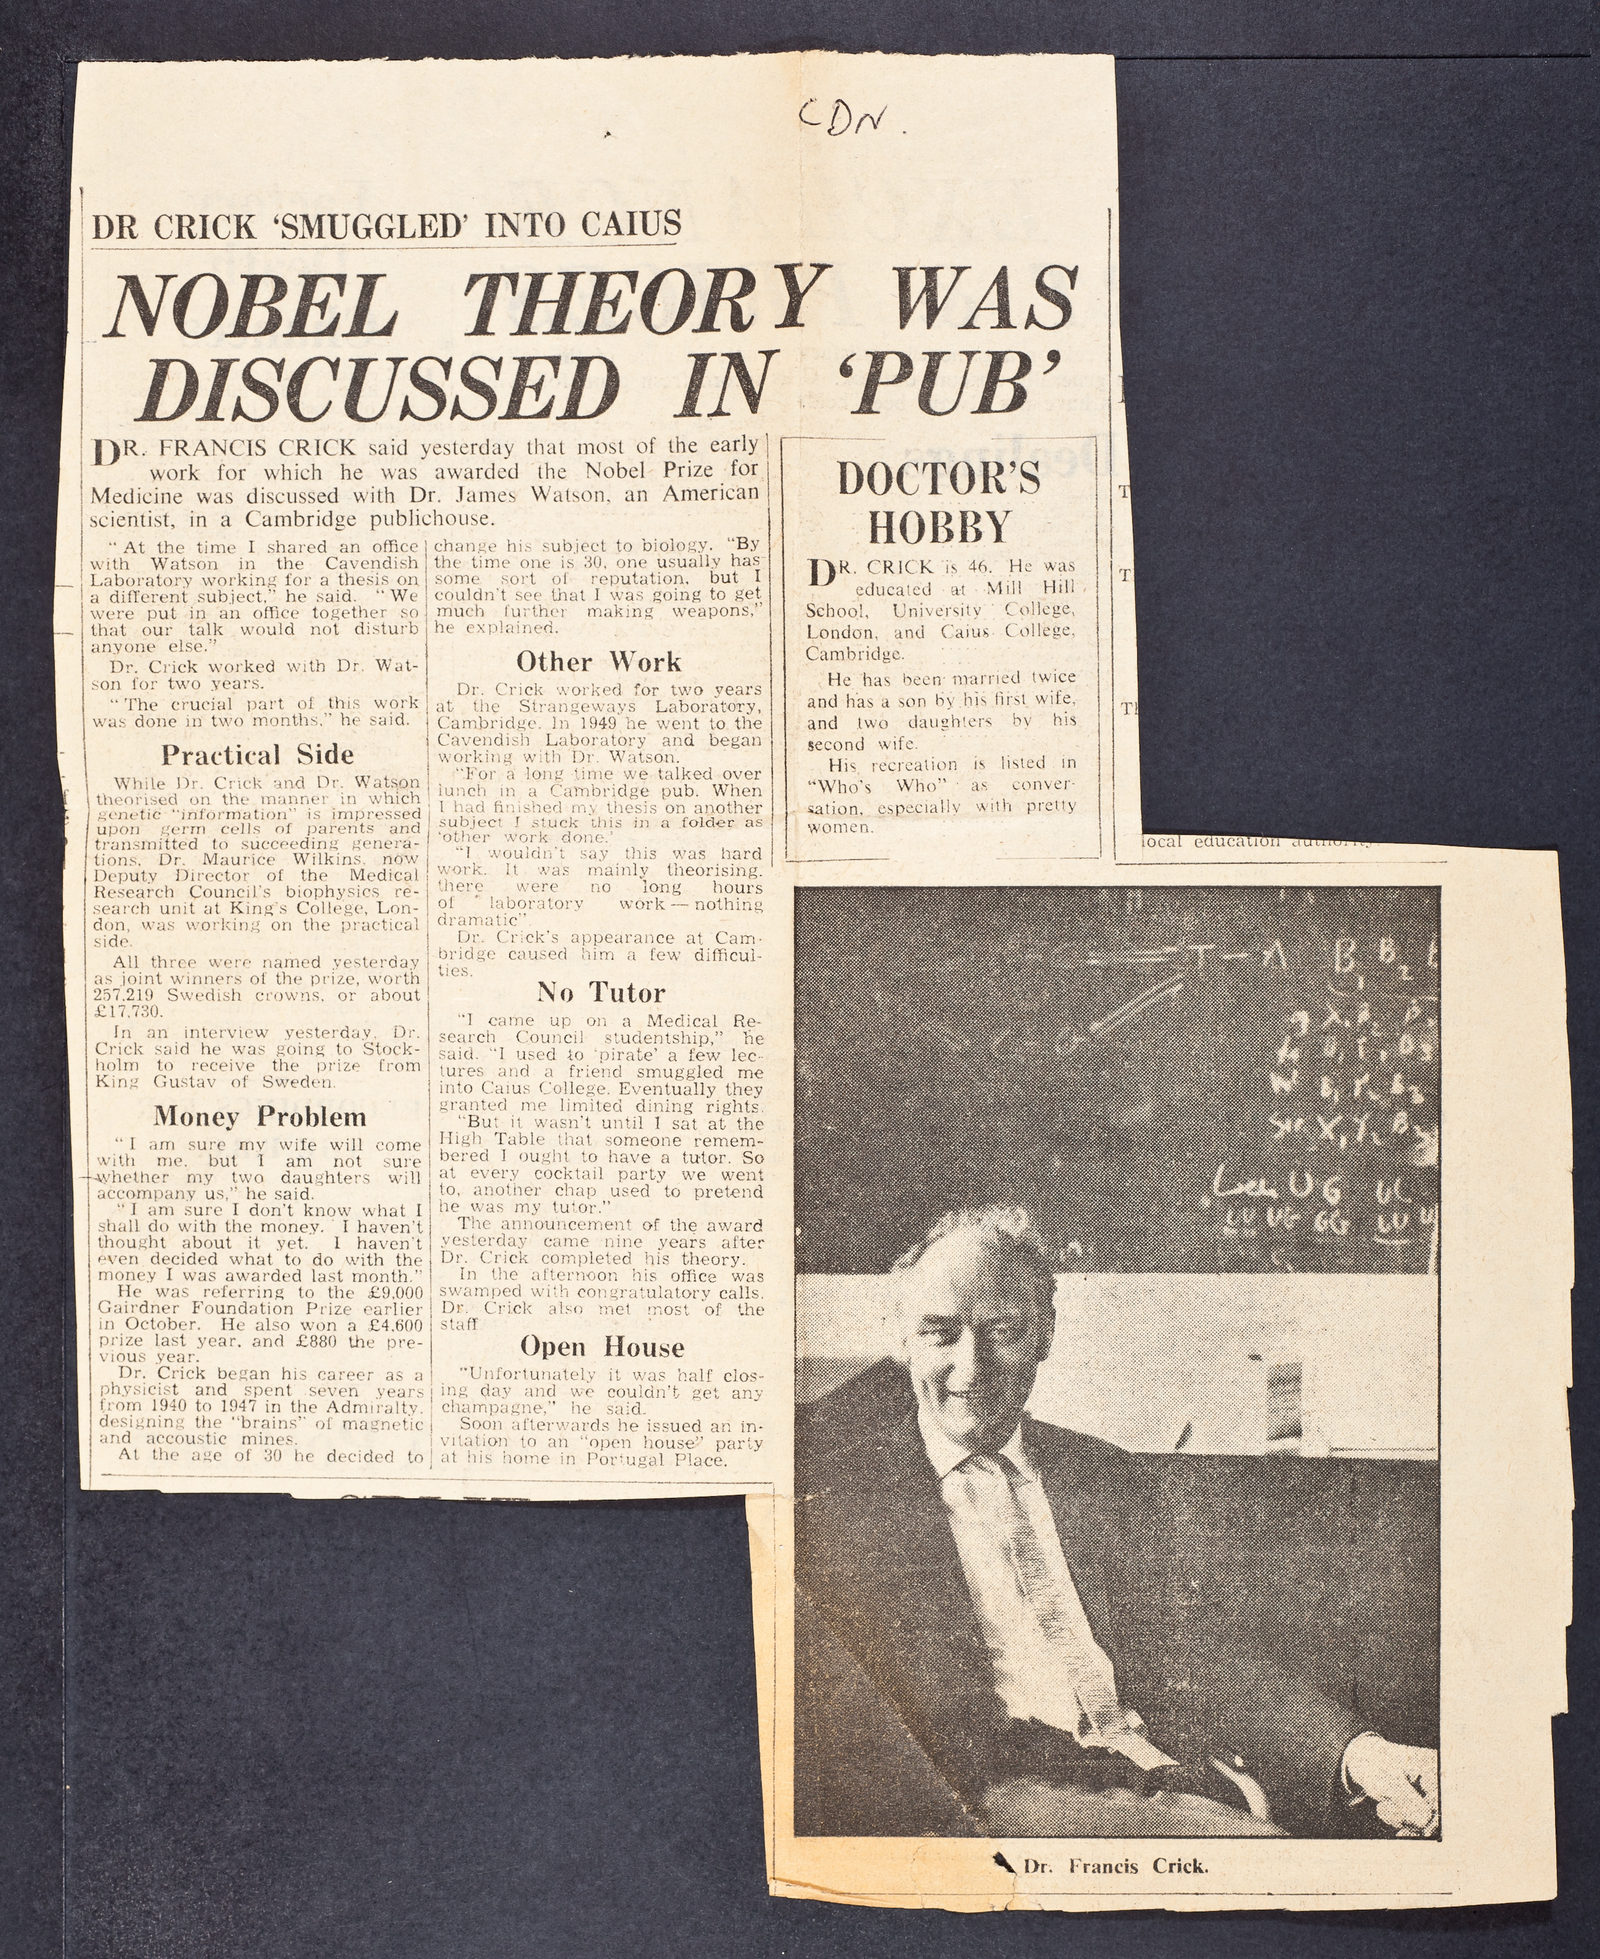 CDN.
DR CRICK ‘SMUGGLED’ INTO CAIUS
NOBEL THEORY WAS
DISCUSSED IN ‘PUB’
DR. FRANCIS CRICK said yesterday that most of the early
work for which he was awarded the Nobel Prize for
Medicine was discussed with Dr. James Watson, an American
scientist, in a Cambridge publichouse.
“At the time I shared an office
with Watson in the Cavendish
Laboratory working for a thesis on
a different subject,” he said. “We
were put in an office together so
that our talk would not disturb
anyone else.”
Dr. Crick worked with Dr. Wat-
son for two years.
“The crucial part of this work
was done in two months,” he said.
Practical Side
While Dr. Crick and Dr. Watson
theorised on the manner in which
genetic “information” is impressed
upon germ cells of parents and
transmitted to succeeding genera-
tions, Dr. Maurice Wilkins, now
Deputy Director of the Medical
Research Council's biophysics re-
search unit at King's College, Lon-
don, was working on the practical
side.
All three were named yesterday
as joint winners of the prize, worth
257,219 Swedish crowns, or about
£17,730.
In an interview yesterday, Dr.
Crick said he was going to Stock-
holm to receive the prize from
King Gustav of Sweden.
Money Problem
“I am sure my wife will come
with me, but I am not sure
whether my two daughters will
accompany us,” he said.
“I am sure I don't know what I
shall do with the money. I haven't
thought about it yet. I haven't
even decided what to do with the
money I was awarded last month.”
He was referring to the £9,000
Gairdner Foundation Prize earlier
in October. He also won a £4,600
prize last year, and £880 the pre-
vious year.
Dr. Crick began his career as a
physicist and spent seven years
from 1940 to 1947 in the Admiralty,
designing the “brains” of magnetic
and accoustic mines.
At the age of 30 he decided to
change his subject to biology. “By
the time one is 30, one usually has
some sort of reputation, but I
couldn't see that I was going to get
much further making weapons,”
he explained.
Other Work
Dr. Crick worked for two years
at the Strangeways Laboratory,
Cambridge. In 1949 he went to the
Cavendish Laboratory and began
working with Dr. Watson.
“For a long time we talked over
lunch in a Cambridge pub. When
I had finished my thesis on another
subject I stuck this in a folder as
‘other work done.’
“I wouldn't say this was hard
work. It was mainly theorising,
there were no long hours
of laboratory work — nothing
dramatic”
Dr. Crick's appearance at Cam-
bridge caused him a few difficul-
ties.
No Tutor
“I came up on a Medical Re-
search Council studentship,” he
said. “I used to ‘pirate’ a few lec-
tures and a friend smuggled me
into Caius College. Eventually they
granted me limited dining rights.
“But it wasn't until I sat at the
High Table that someone remem-
bered I ought to have a tutor. So
at every cocktail party we went
to, another chap used to pretend
he was my tutor.”
The announcement of the award
yesterday came nine years after
Dr. Crick completed his theory.
In the afternoon his office was
swamped with congratulatory calls.
Dr. Crick also met most of the
staff
Open House
“Unfortunately it was half clos-
ing day and we couldn't get any
champagne,” he said.
Soon afterwards he issued an in-
vitation to an “open house” party
at his home in Portugal Place.
DOCTOR'S
HOBBY
DR. CRICK is 46. He was
educated at Mill Hill
School, University College,
London, and Caius College,
Cambridge.
He has been married twice
and has a son by his first wife,
and two daughters by his
second wife.
His recreation is listed in
“Who's Who” as conver-
sation, especially with pretty
women.
local education authority
T—A B₁ B₂
Leu UG UC
UU UG GG UU
Dr. Francis Crick.